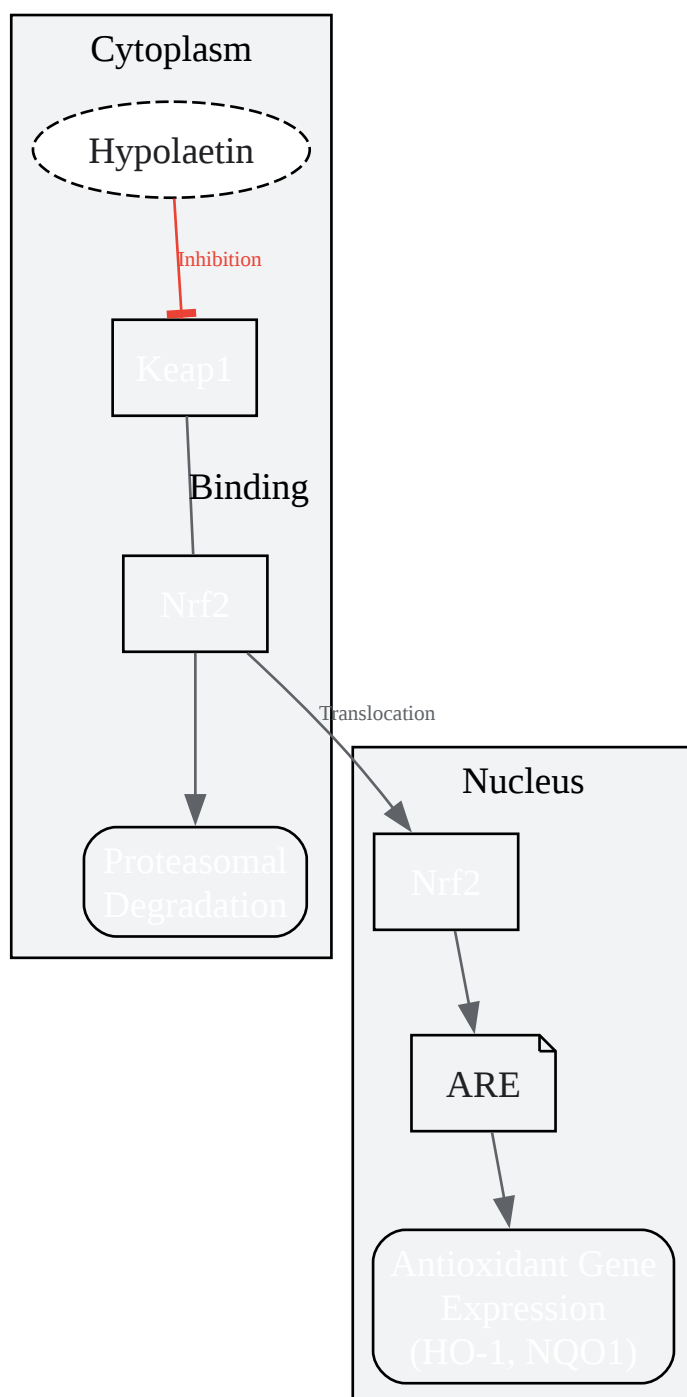 Cytoplasm
Hypolaetin
Inhibition
Keap1
Binding
Nrf2
Translocation
Proteasomal
Degradation
Nucleus
Nrf2
ARE
Antioxidant Gene
Expression
(HO-1, NQO1)